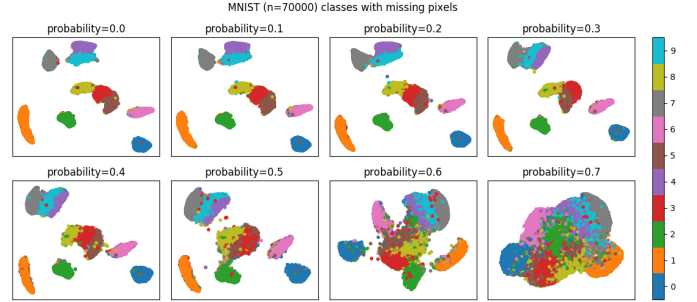 MNIST (n=70000) classes with missing pixels
probability=0.0
probability=0.1
probability=0.2
probability=0.3
probability=0.4
probability=0.5
probability=0.6
probability=0.7
9
8
7
6
5
4
3
2
1
0